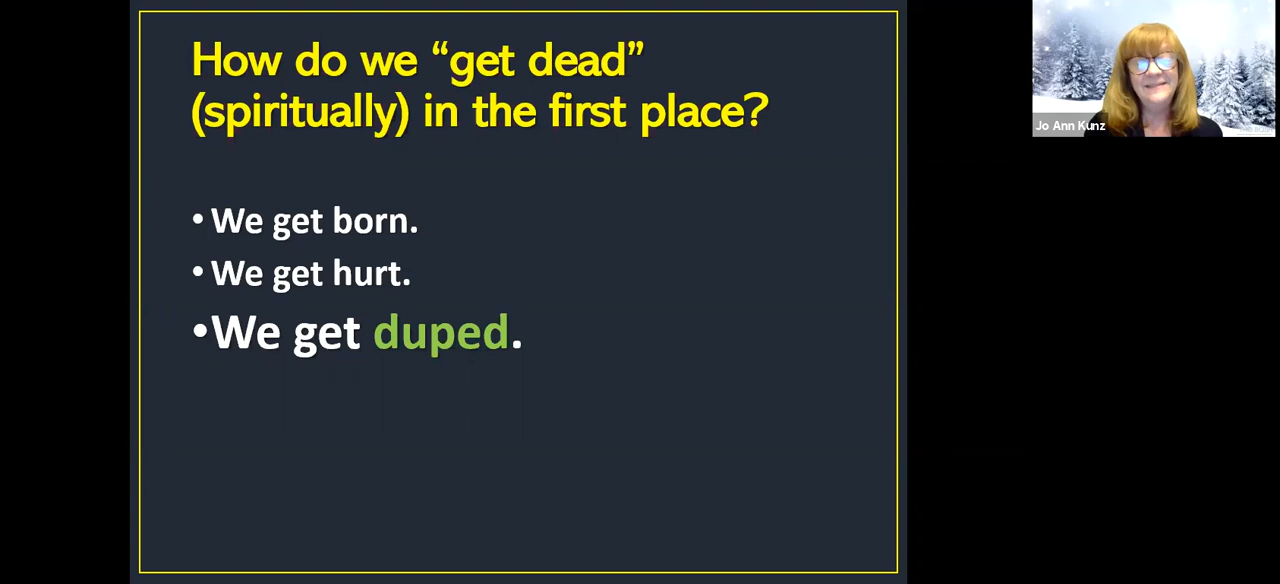 How do we “get dead”
(spiritually) in the first place?
• We get born.
• We get hurt.
•We get duped.
Jo Ann Kunz